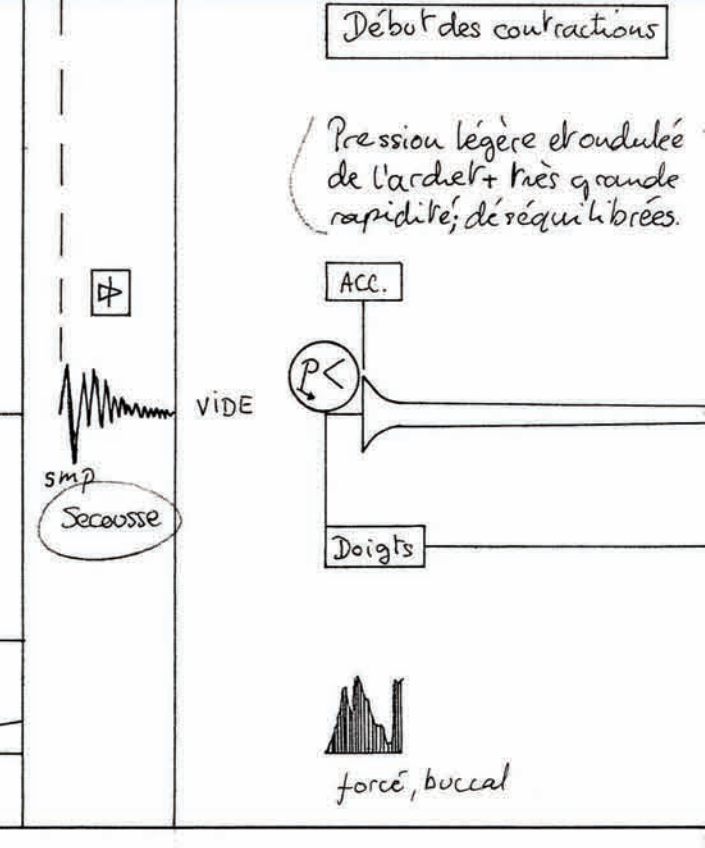 Début des contractions
Pression légère et ondulée
de l'archet + très grande
rapidité; déséquilibrées.
ACC.
P<
VIDE
smp
Secousse
Doigts
forcé, buccal